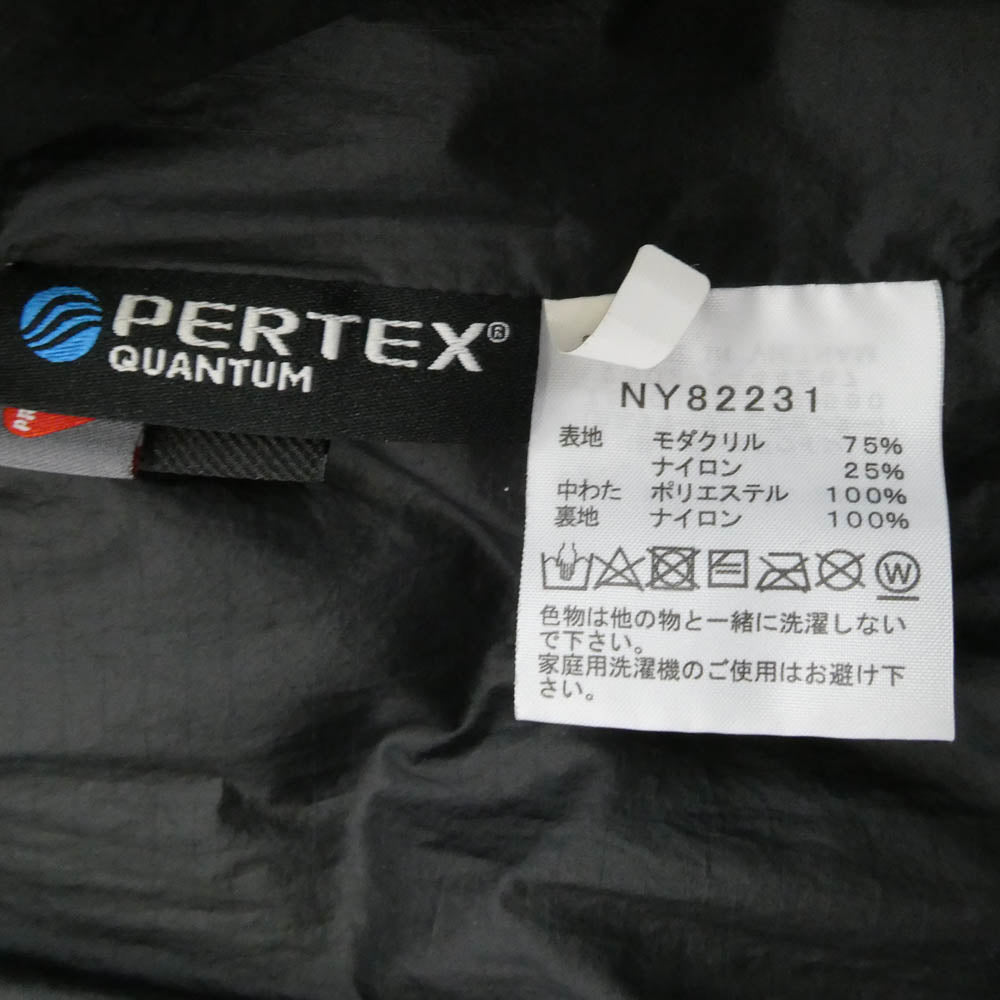 PERTEX®
QUANTUM
PR
NY82231
表地 モダクリル 75%
ナイロン 25%
中わた ポリエステル 100%
裏地 ナイロン 100%
W
色物は他の物と一緒に洗濯しない
で下さい。
家庭用洗濯機のご使用はお避け下
さい。